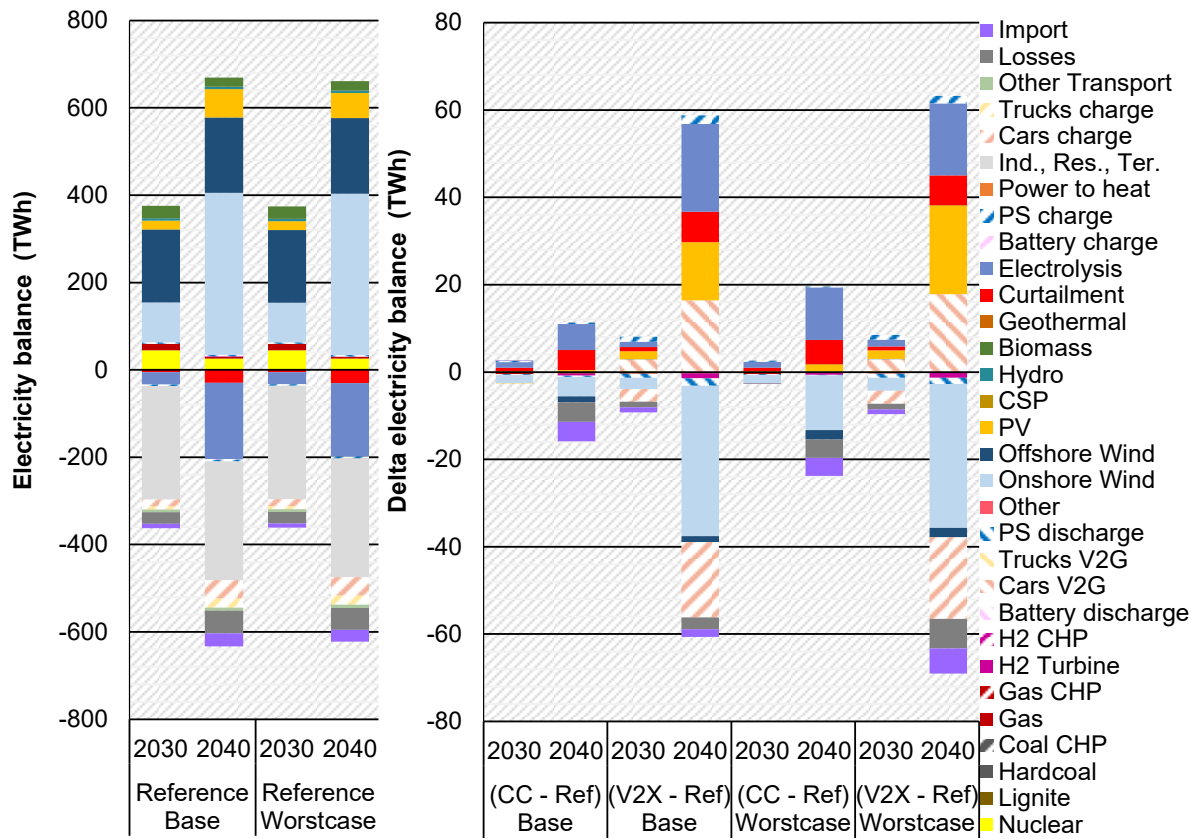 Electricity balance (TWh)
800
600
400
200
0
-200
-400
-600
-800
2030 2040 2030 2040
Reference Reference
Base Worstcase
Delta electricity balance (TWh)
80
60
40
20
0
-20
-40
-60
-80
2030 2040 2030 2040 2030 2040 2030 2040
(CC - Ref) (V2X - Ref) (CC - Ref) (V2X - Ref)
Base Base Worstcase Worstcase
Import
Losses
Other Transport
Trucks charge
Cars charge
Ind., Res., Ter.
Power to heat
PS charge
Battery charge
Electrolysis
Curtailment
Geothermal
Biomass
Hydro
CSP
PV
Offshore Wind
Onshore Wind
Other
PS discharge
Trucks V2G
Cars V2G
Battery discharge
H2 CHP
H2 Turbine
Gas CHP
Gas
Coal CHP
Hardcoal
Lignite
Nuclear